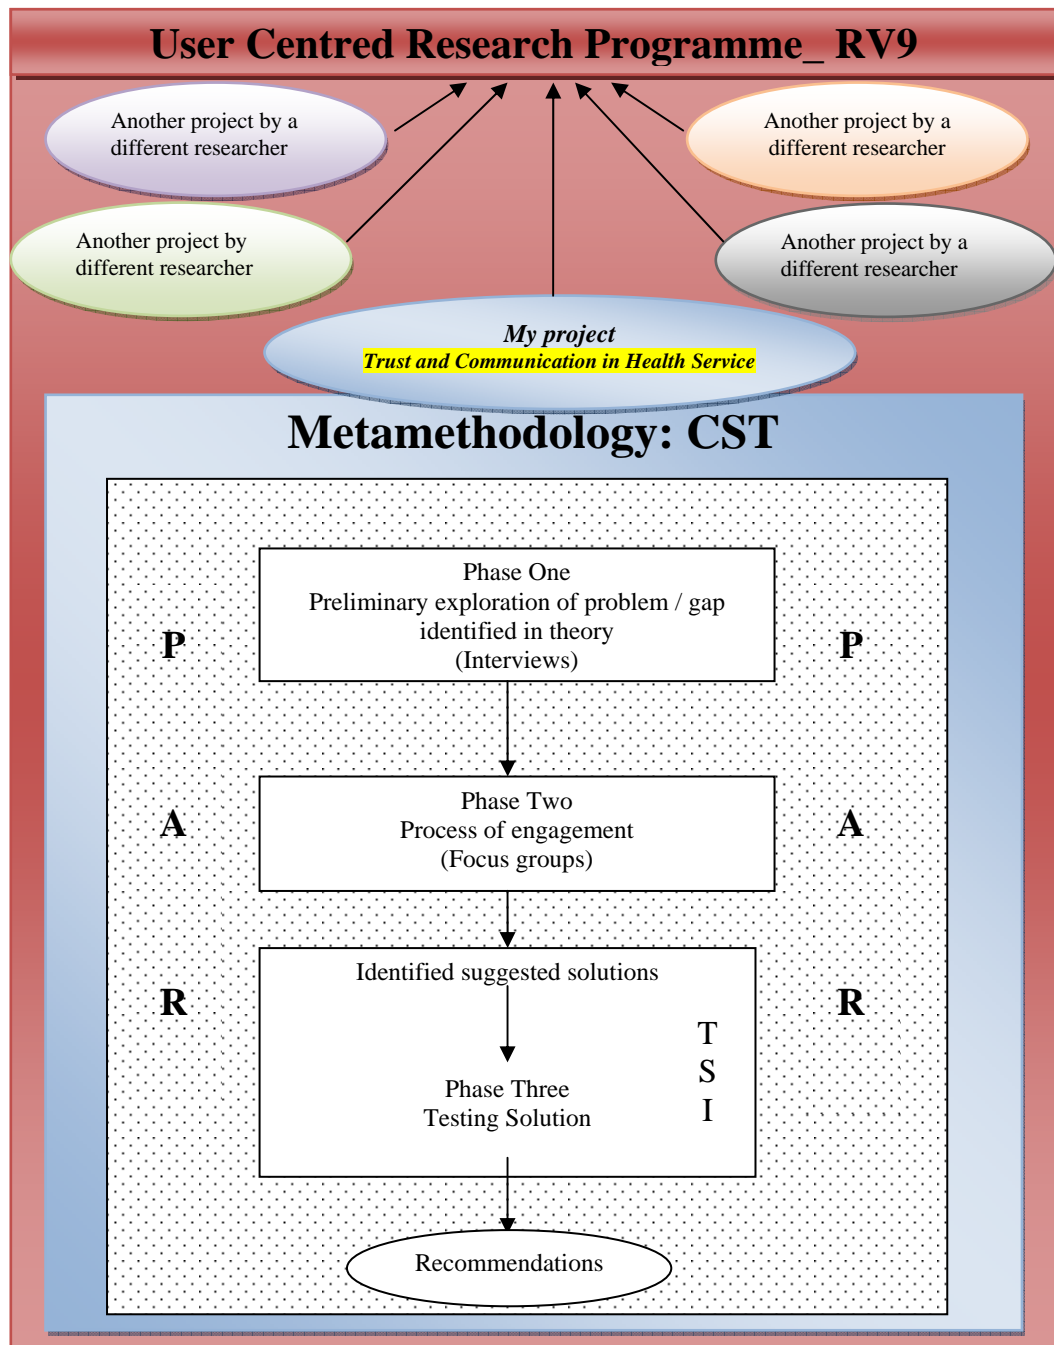 User Centred Research Programme_ RV9
Another project by a
different researcher
Another project by a
different researcher
Another project by
different researcher
Another project by a
different researcher
My project
Trust and Communication in Health Service
Metamethodology: CST
Phase One
Preliminary exploration of problem / gap
identified in theory
(Interviews)
P
P
Phase Two
Process of engagement
(Focus groups)
A
A
Identified suggested solutions
R
R
T
S
I
Phase Three
Testing Solution
Recommendations